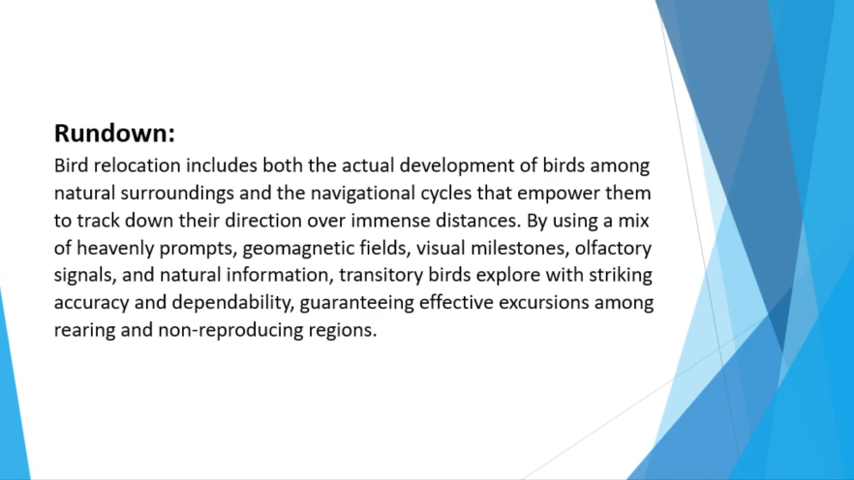 Rundown:
Bird relocation includes both the actual development of birds among
natural surroundings and the navigational cycles that empower them
to track down their direction over immense distances. By using a mix
of heavenly prompts, geomagnetic fields, visual milestones, olfactory
signals, and natural information, transitory birds explore with striking
accuracy and dependability, guaranteeing effective excursions among
rearing and non-reproducing regions.